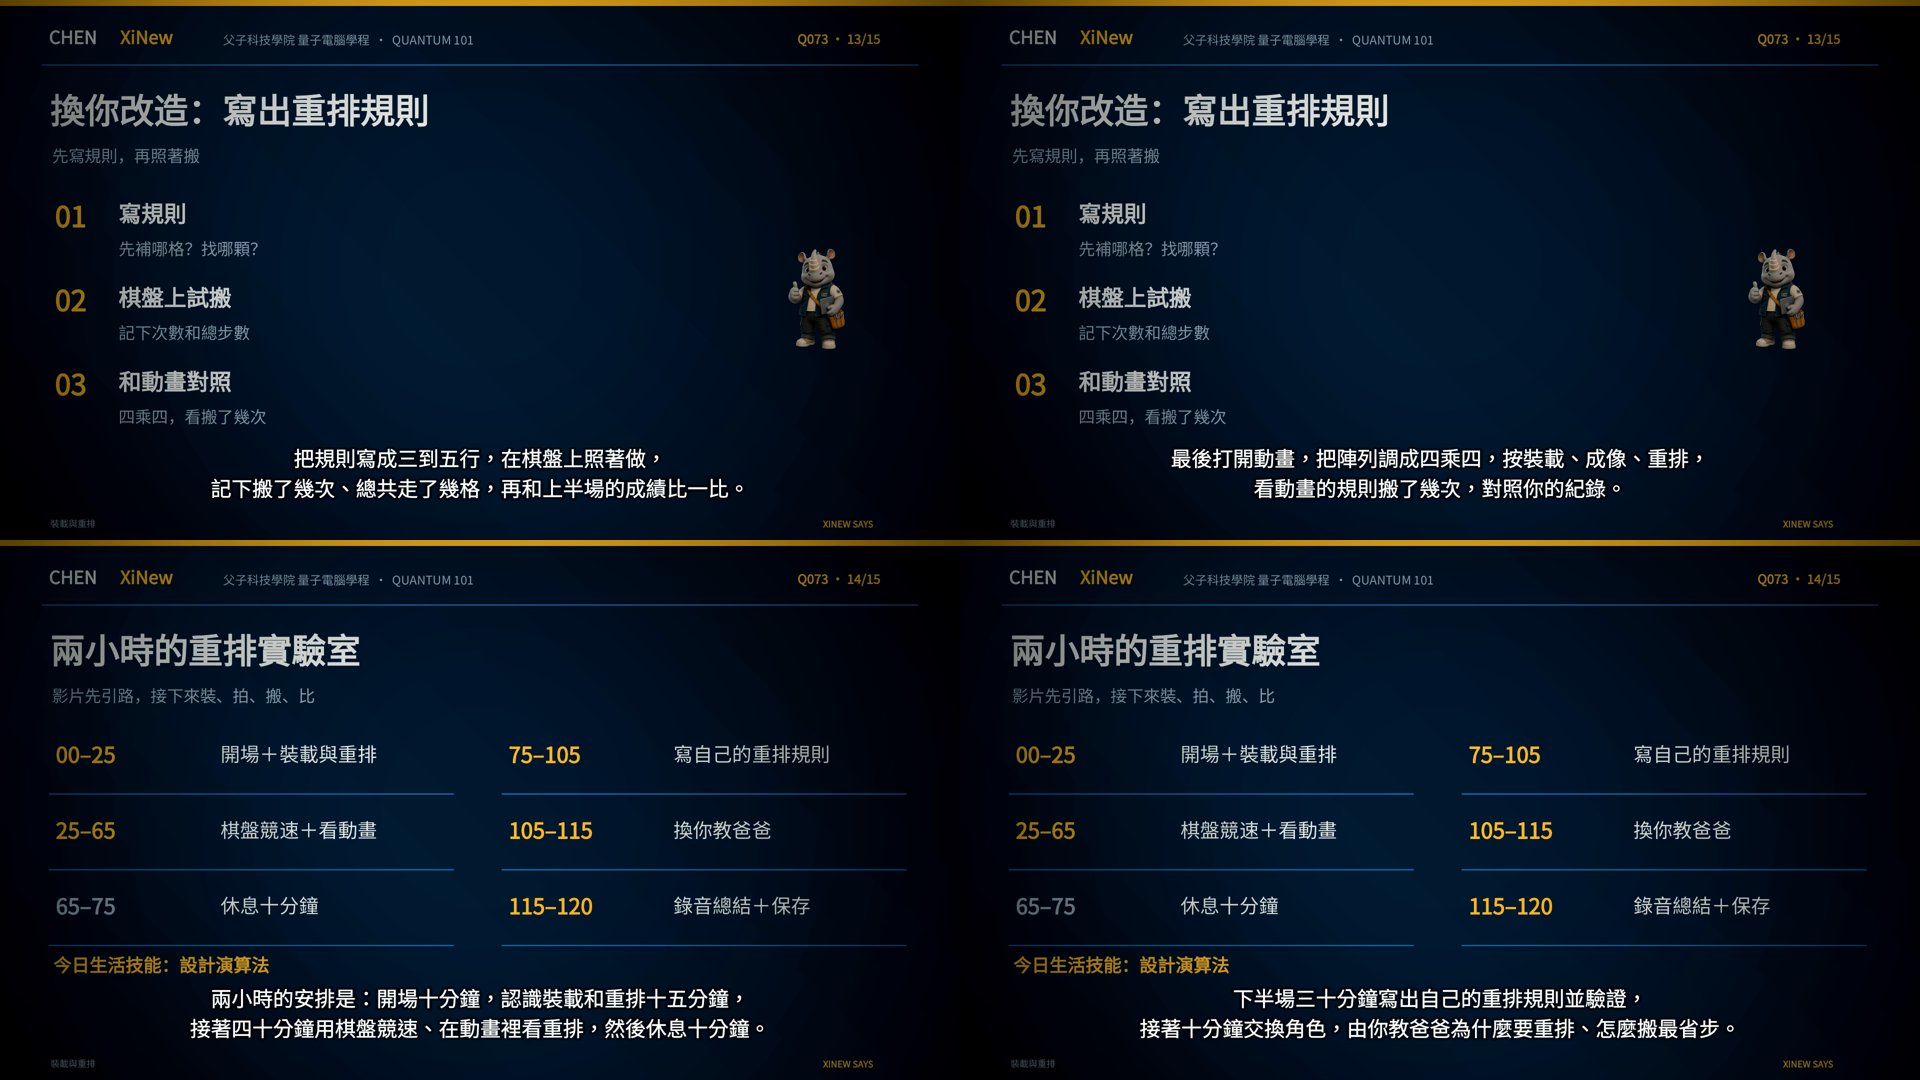 CHEN XiNew 父子科技學院 量子電腦學程 · QUANTUM 101 Q073 · 13/15
換你改造：寫出重排規則
先寫規則，再照著搬
01 寫規則
先補哪格？找哪顆？
02 棋盤上試搬
記下次數和總步數
03 和動畫對照
四乘四，看搬了幾次
把規則寫成三到五行，在棋盤上照著做，
記下搬了幾次、總共走了幾格，再和上半場的成績比一比。
裝載與重排 XINEW SAYS
CHEN XiNew 父子科技學院 量子電腦學程 · QUANTUM 101 Q073 · 13/15
換你改造：寫出重排規則
先寫規則，再照著搬
01 寫規則
先補哪格？找哪顆？
02 棋盤上試搬
記下次數和總步數
03 和動畫對照
四乘四，看搬了幾次
最後打開動畫，把陣列調成四乘四，按裝載、成像、重排，
看動畫的規則搬了幾次，對照你的紀錄。
裝載與重排 XINEW SAYS
CHEN XiNew 父子科技學院 量子電腦學程 · QUANTUM 101 Q073 · 14/15
兩小時的重排實驗室
影片先引路，接下來裝、拍、搬、比
00–25 開場＋裝載與重排 75–105 寫自己的重排規則
25–65 棋盤競速＋看動畫 105–115 換你教爸爸
65–75 休息十分鐘 115–120 錄音總結＋保存
今日生活技能：設計演算法
兩小時的安排是：開場十分鐘，認識裝載和重排十五分鐘，
接著四十分鐘用棋盤競速、在動畫裡看重排，然後休息十分鐘。
裝載與重排 XINEW SAYS
CHEN XiNew 父子科技學院 量子電腦學程 · QUANTUM 101 Q073 · 14/15
兩小時的重排實驗室
影片先引路，接下來裝、拍、搬、比
00–25 開場＋裝載與重排 75–105 寫自己的重排規則
25–65 棋盤競速＋看動畫 105–115 換你教爸爸
65–75 休息十分鐘 115–120 錄音總結＋保存
今日生活技能：設計演算法
下半場三十分鐘寫出自己的重排規則並驗證，
接著十分鐘交換角色，由你教爸爸為什麼要重排、怎麼搬最省步。
裝載與重排 XINEW SAYS